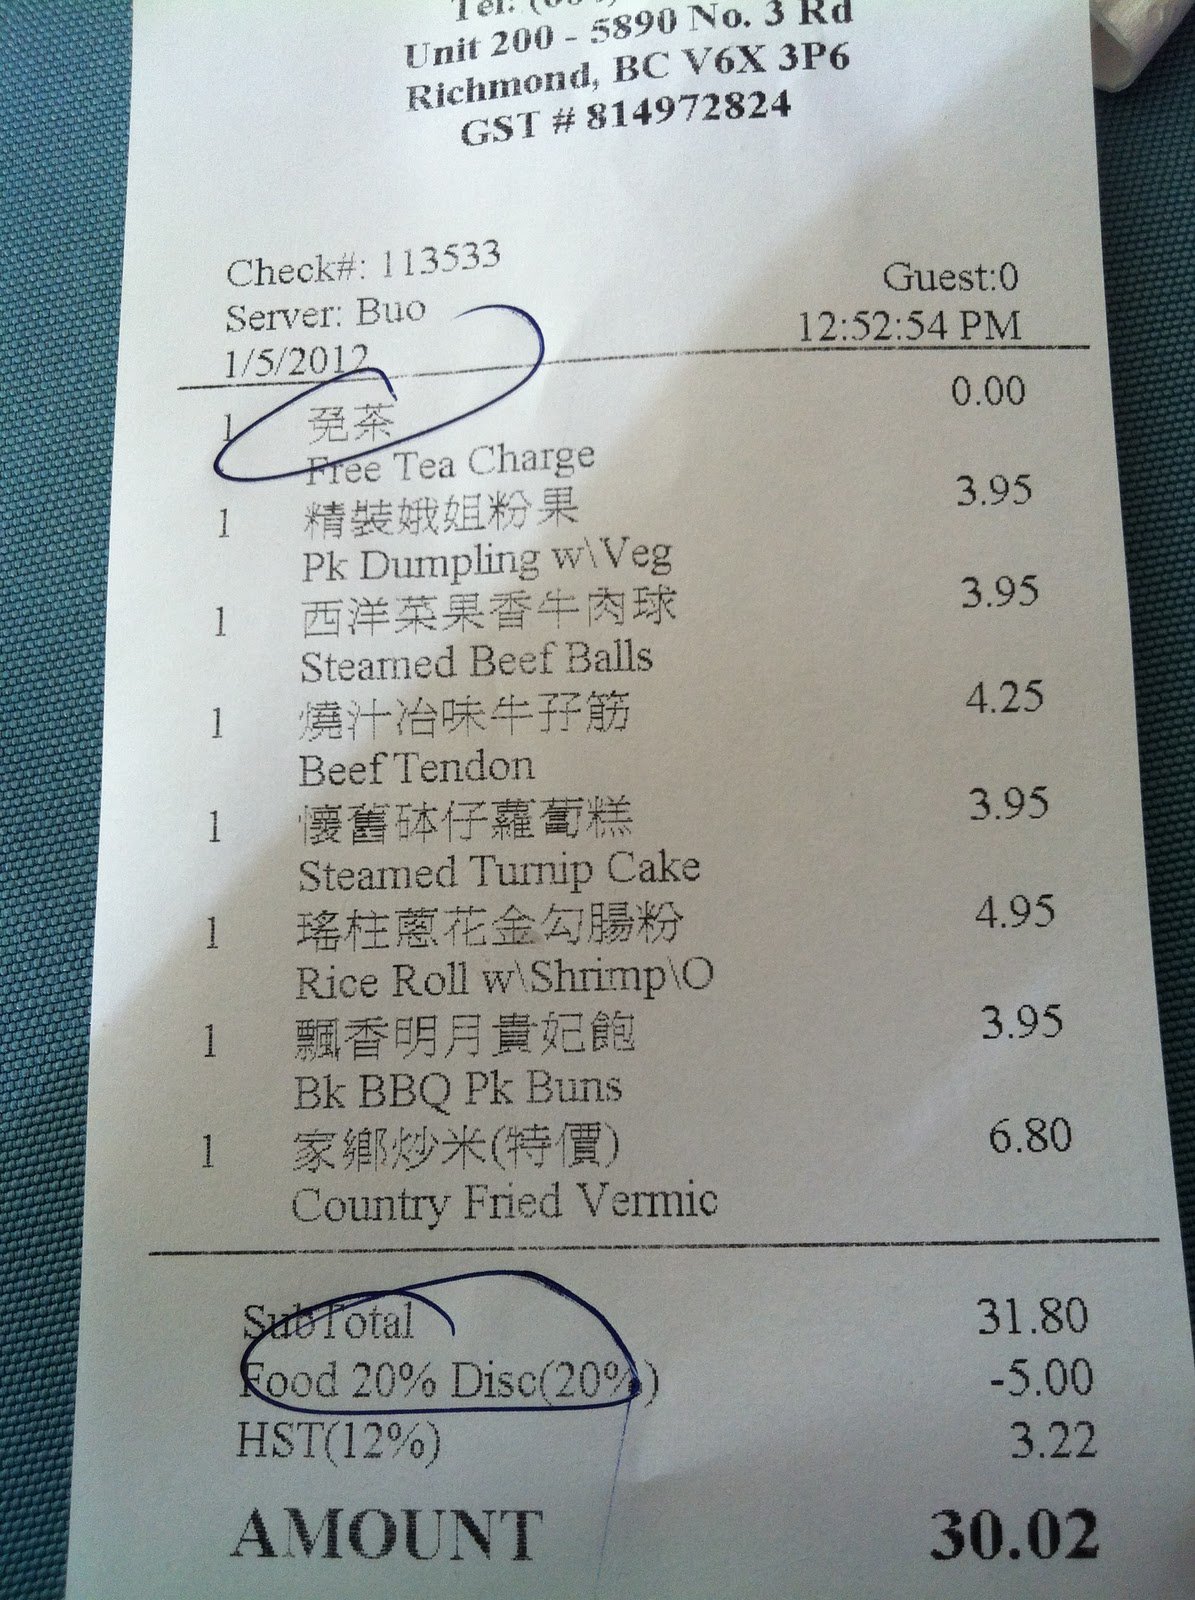 Tel: (604)
Unit 200 - 5890 No. 3 Rd
Richmond, BC V6X 3P6
GST # 814972824
Check#: 113533
Guest:0
Server: Buo
12:52:54 PM
1/5/2012
1 免茶 0.00
Free Tea Charge
1 精裝娥姐粉果 3.95
Pk Dumpling w\Veg
1 西洋菜果香牛肉球 3.95
Steamed Beef Balls
1 燒汁冶味牛孖筋 4.25
Beef Tendon
1 懷舊砵仔蘿蔔糕 3.95
Steamed Turnip Cake
1 瑤柱蔥花金勾腸粉 4.95
Rice Roll w\Shrimp\O
1 飄香明月貴妃飽 3.95
Bk BBQ Pk Buns
1 家鄉炒米(特價) 6.80
Country Fried Vermic
SubTotal 31.80
Food 20% Disc(20%) -5.00
HST(12%) 3.22
AMOUNT 30.02